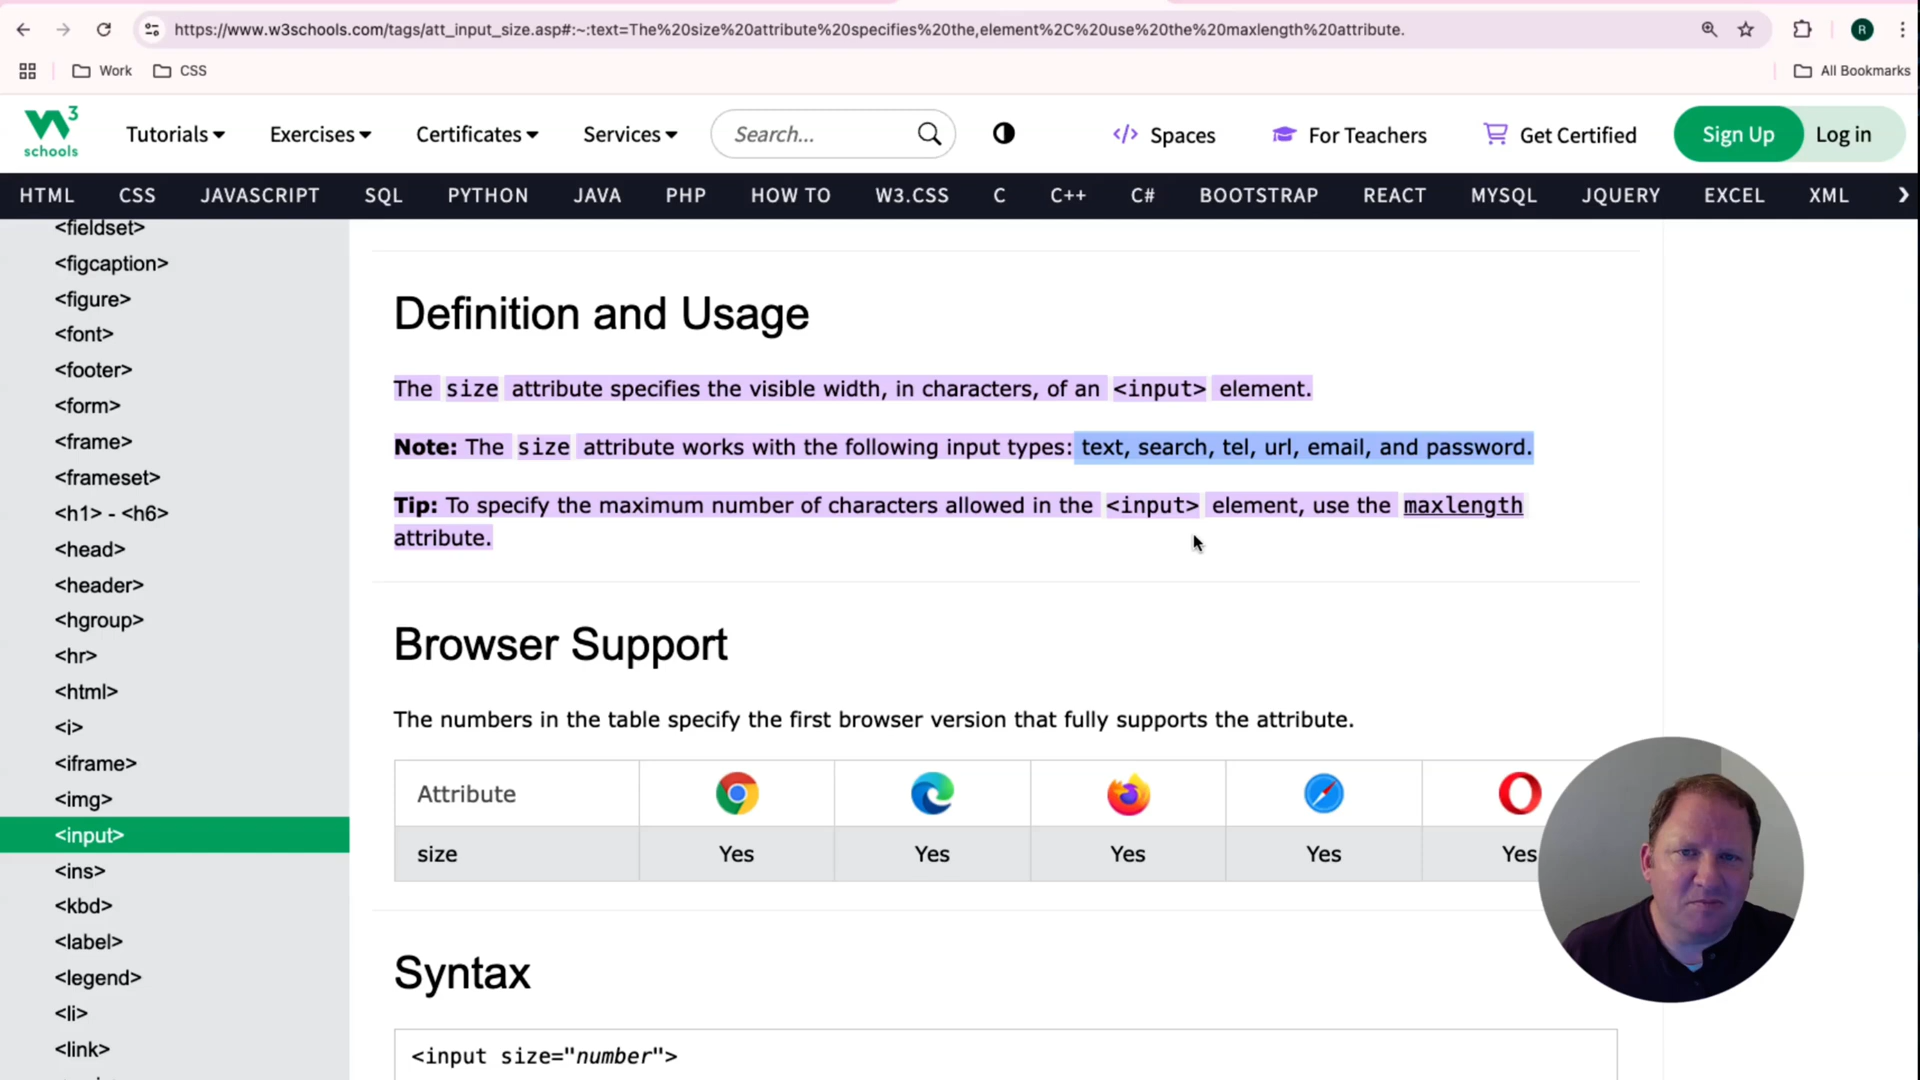 https://www.w3schools.com/tags/att_input_size.asp#:~:text=The%20size%20attribute%20specifies%20the,element%2C%20use%20the%20maxlength%20attribute.
R
Work
CSS
All Bookmarks
W3 schools
Tutorials
Exercises
Certificates
Services
Search...
Spaces
For Teachers
Get Certified
Sign Up
Log in
HTML CSS JAVASCRIPT SQL PYTHON JAVA PHP HOW TO W3.CSS C C++ C# BOOTSTRAP REACT MYSQL JQUERY EXCEL XML
<fieldset>
<figcaption>
<figure>
<font>
<footer>
<form>
<frame>
<frameset>
<h1> - <h6>
<head>
<header>
<hgroup>
<hr>
<html>
<i>
<iframe>
<img>
<input>
<ins>
<kbd>
<label>
<legend>
<li>
<link>
Definition and Usage
The size attribute specifies the visible width, in characters, of an <input> element.
Note: The size attribute works with the following input types: text, search, tel, url, email, and password.
Tip: To specify the maximum number of characters allowed in the <input> element, use the maxlength
attribute.
Browser Support
The numbers in the table specify the first browser version that fully supports the attribute.
Attribute
size Yes Yes Yes Yes Yes
Syntax
<input size="number">